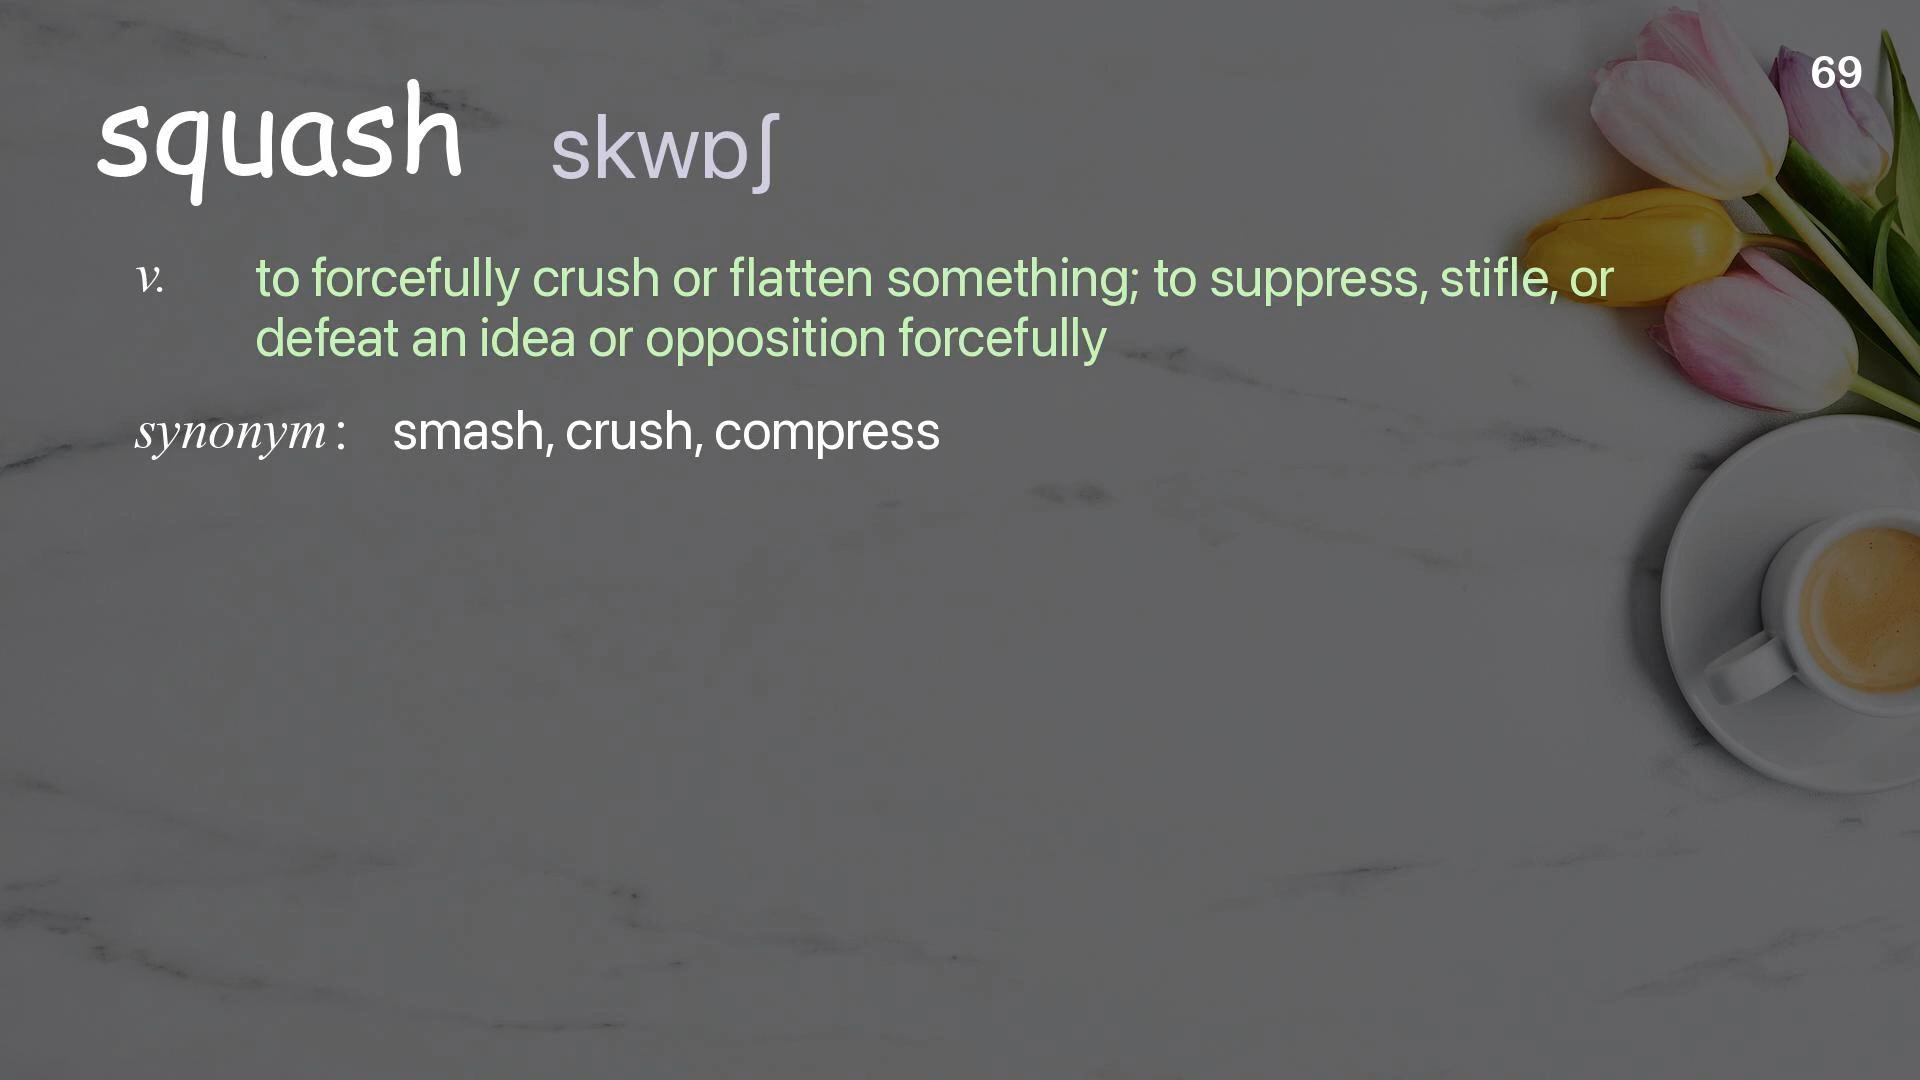 69
squash skwɒʃ
v. to forcefully crush or flatten something; to suppress, stifle, or
defeat an idea or opposition forcefully
synonym : smash, crush, compress